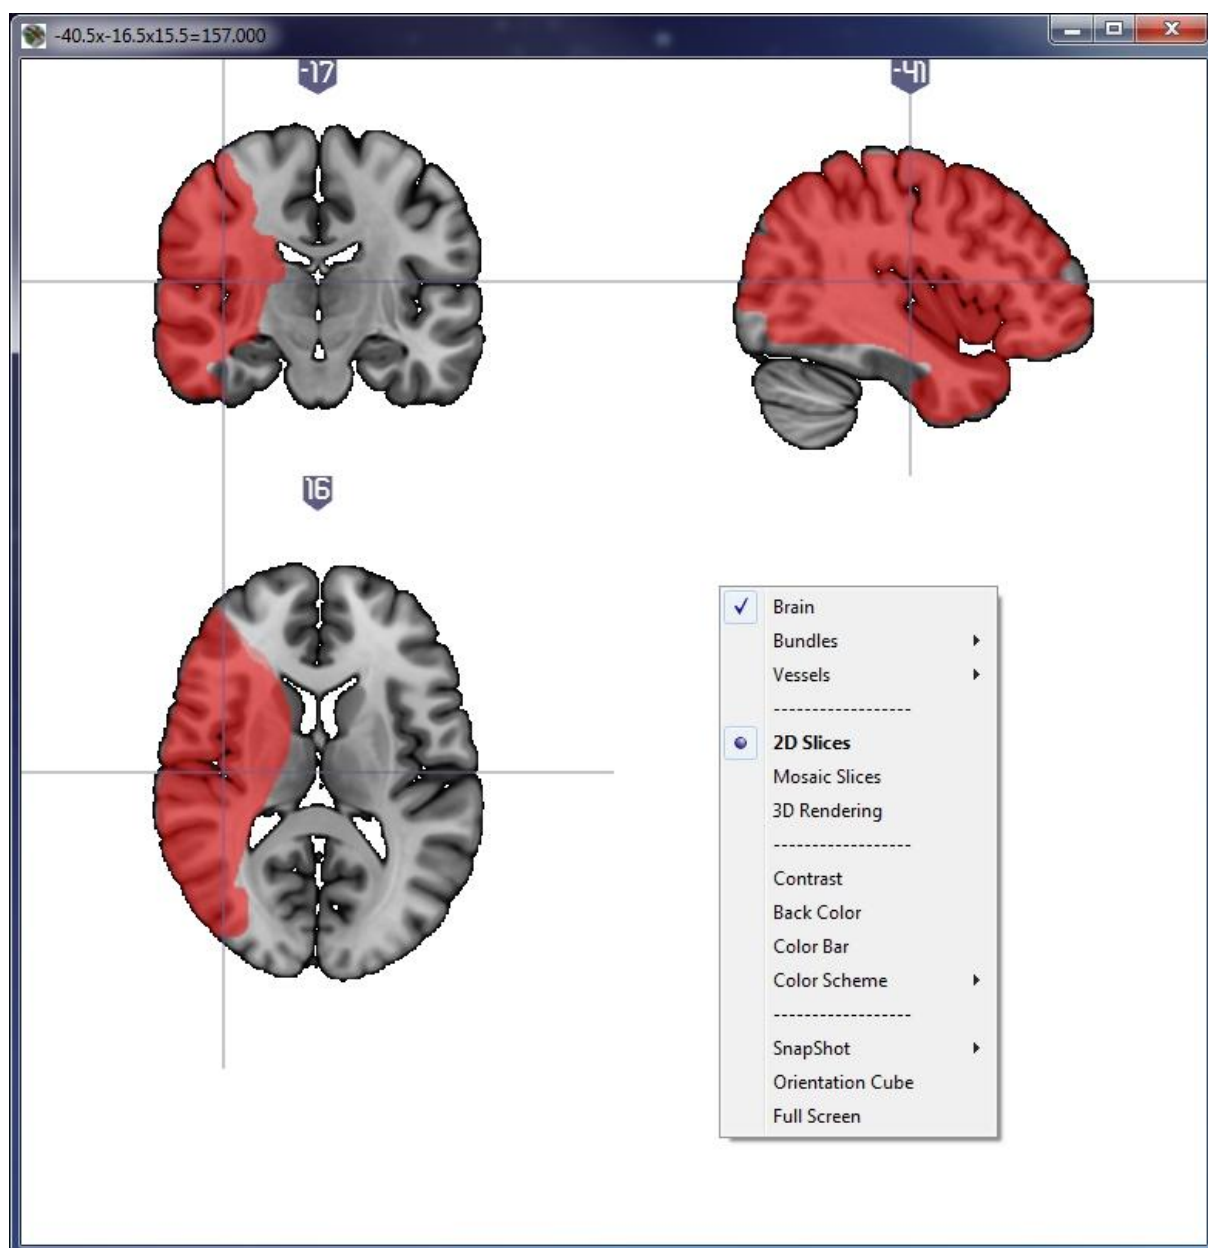 -40.5x-16.5x15.5=157.000
-17
-41
16
Brain
Bundles
Vessels
------------------
2D Slices
Mosaic Slices
3D Rendering
------------------
Contrast
Back Color
Color Bar
Color Scheme
------------------
SnapShot
Orientation Cube
Full Screen